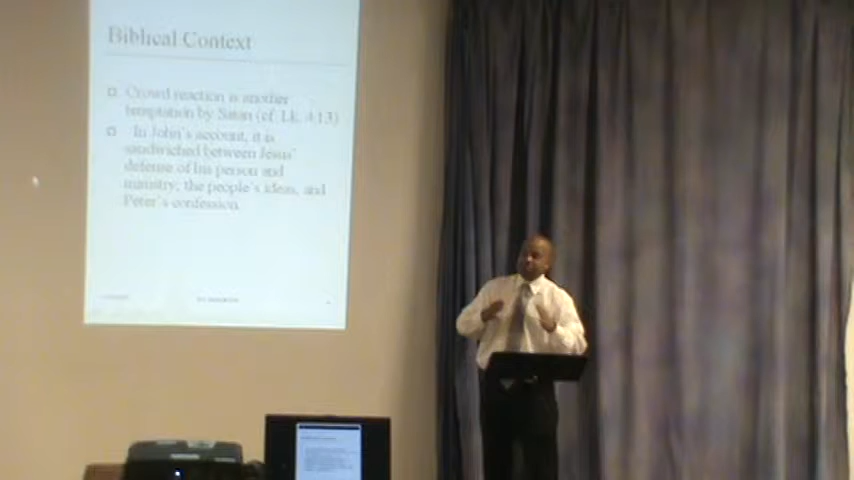 Biblical Context
Crowd reaction is another
temptation by Satan (cf. Lk. 4:13)
In John's account, it is
sandwiched between Jesus'
defense of his person and
ministry; the people's ideas, and
Peter's confession.